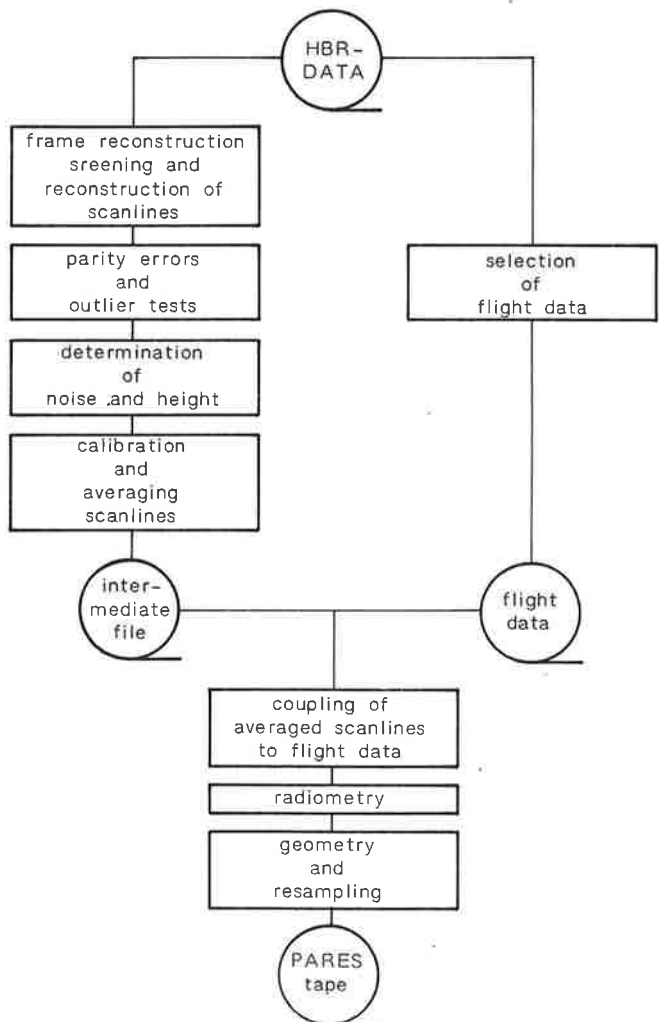 HBR-
DATA
frame reconstruction
sreening and
reconstruction of
scanlines
parity errors
and
outlier tests
selection
of
flight data
determination
of
noise and height
calibration
and
averaging
scanlines
inter-
mediate
file
flight
data
coupling of
averaged scanlines
to flight data
radiometry
geometry
and
resampling
PARES
tape